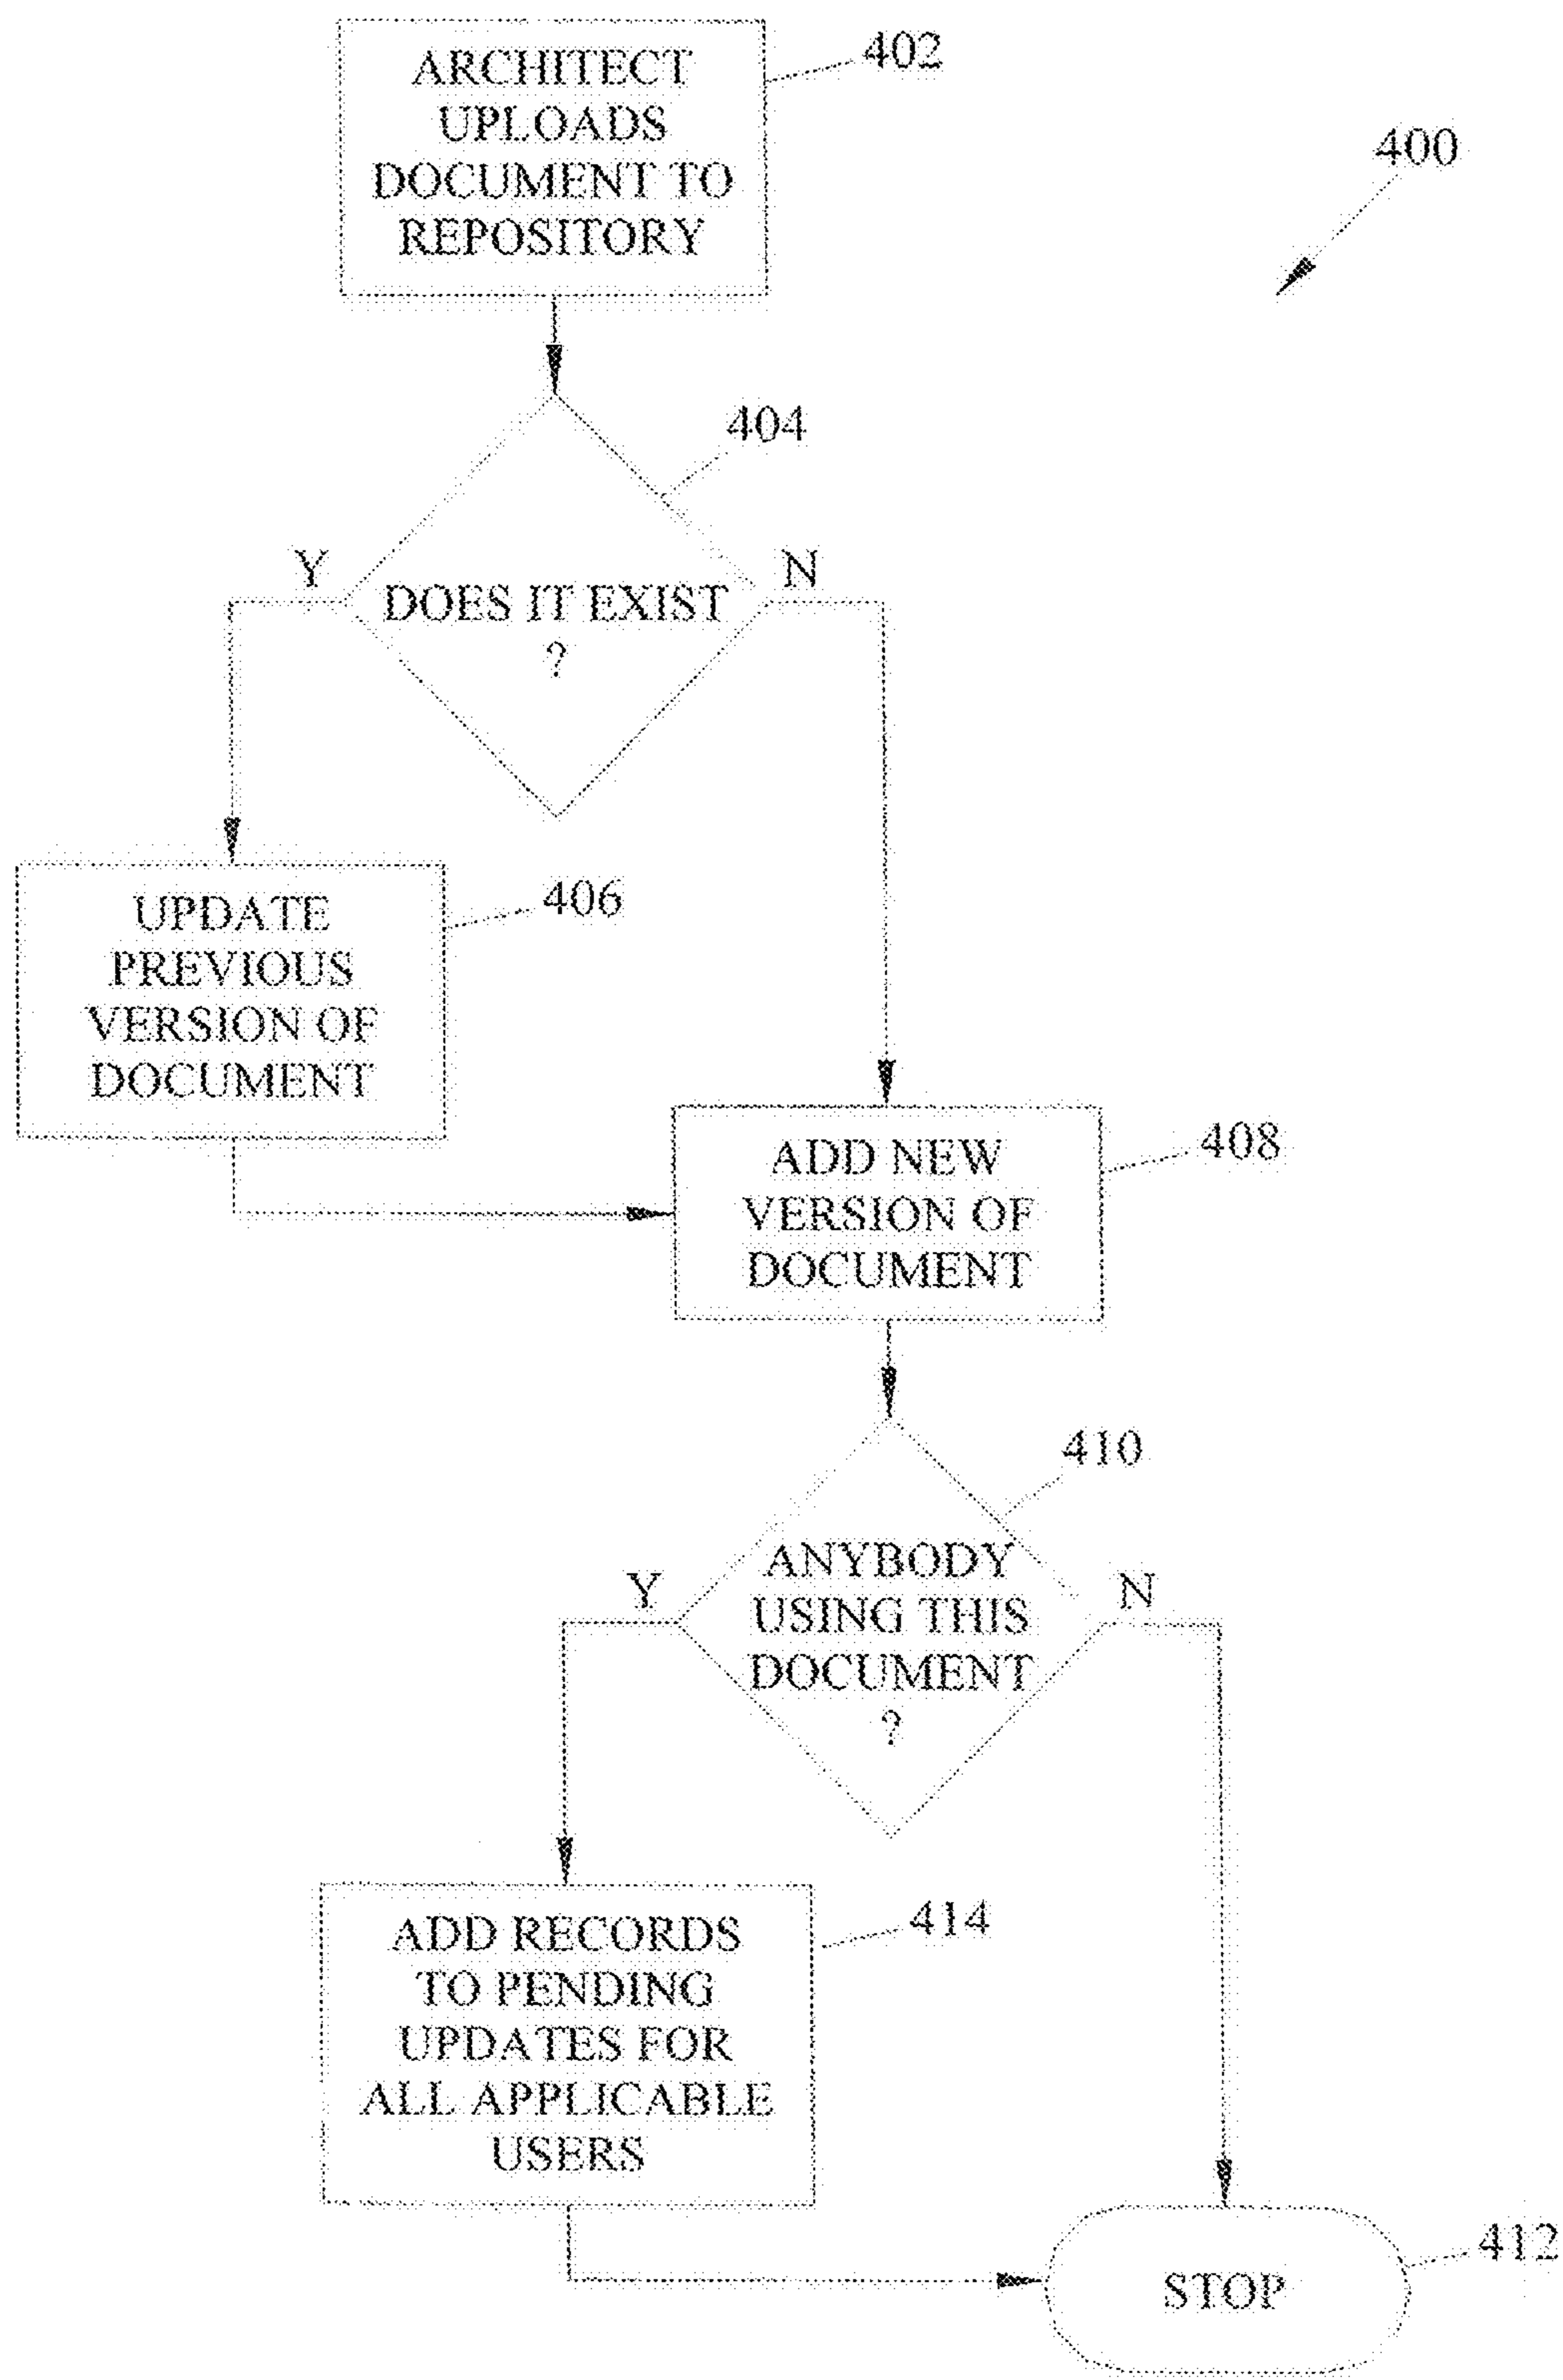 ARCHITECT
UPLOADS
DOCUMENT TO
REPOSITORY
402
400
404
Y
N
DOES IT EXIST
?
406
UPDATE
PREVIOUS
VERSION OF
DOCUMENT
408
ADD NEW
VERSION OF
DOCUMENT
410
Y
N
ANYBODY
USING THIS
DOCUMENT
?
414
ADD RECORDS
TO PENDING
UPDATES FOR
ALL APPLICABLE
USERS
412
STOP